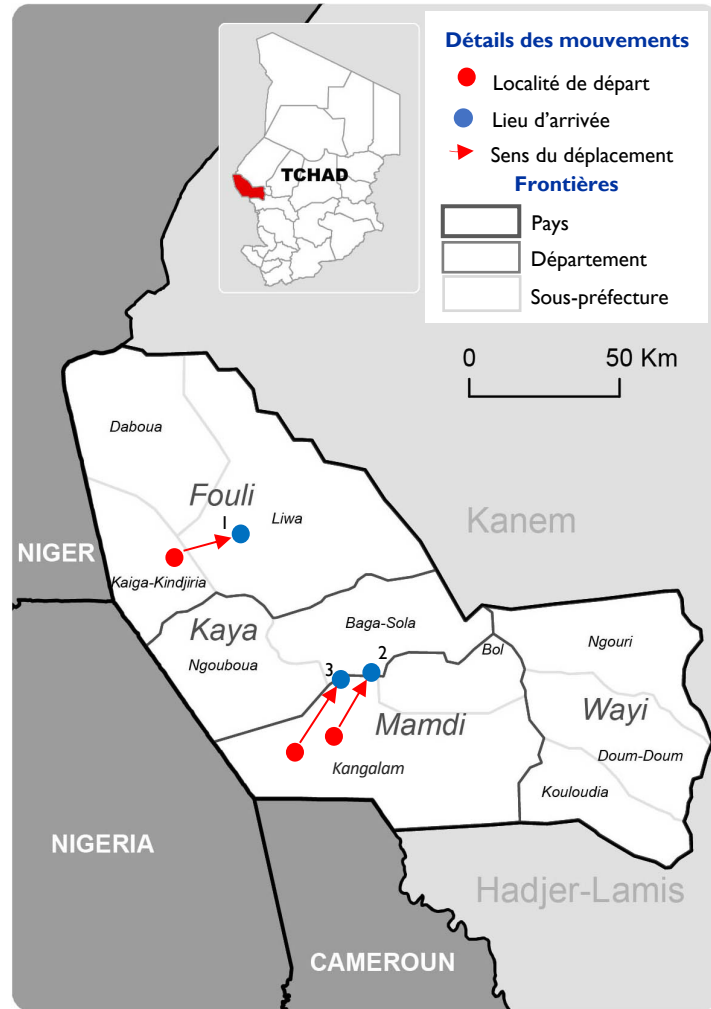 Détails des mouvements
Localité de départ
Lieu d'arrivée
Sens du déplacement
Frontières
Pays
Département
Sous-préfecture
TCHAD
0 50 Km
Daboua
Fouli
1
Liwa
Kanem
NIGER
Kaiga-Kindjiria
Kaya
Baga-Sola
Ngouboua
Bol
Ngouri
3
2
Mamdi
Wayi
Kangalam
Doum-Doum
Kouloudia
NIGERIA
Hadjer-Lamis
CAMEROUN